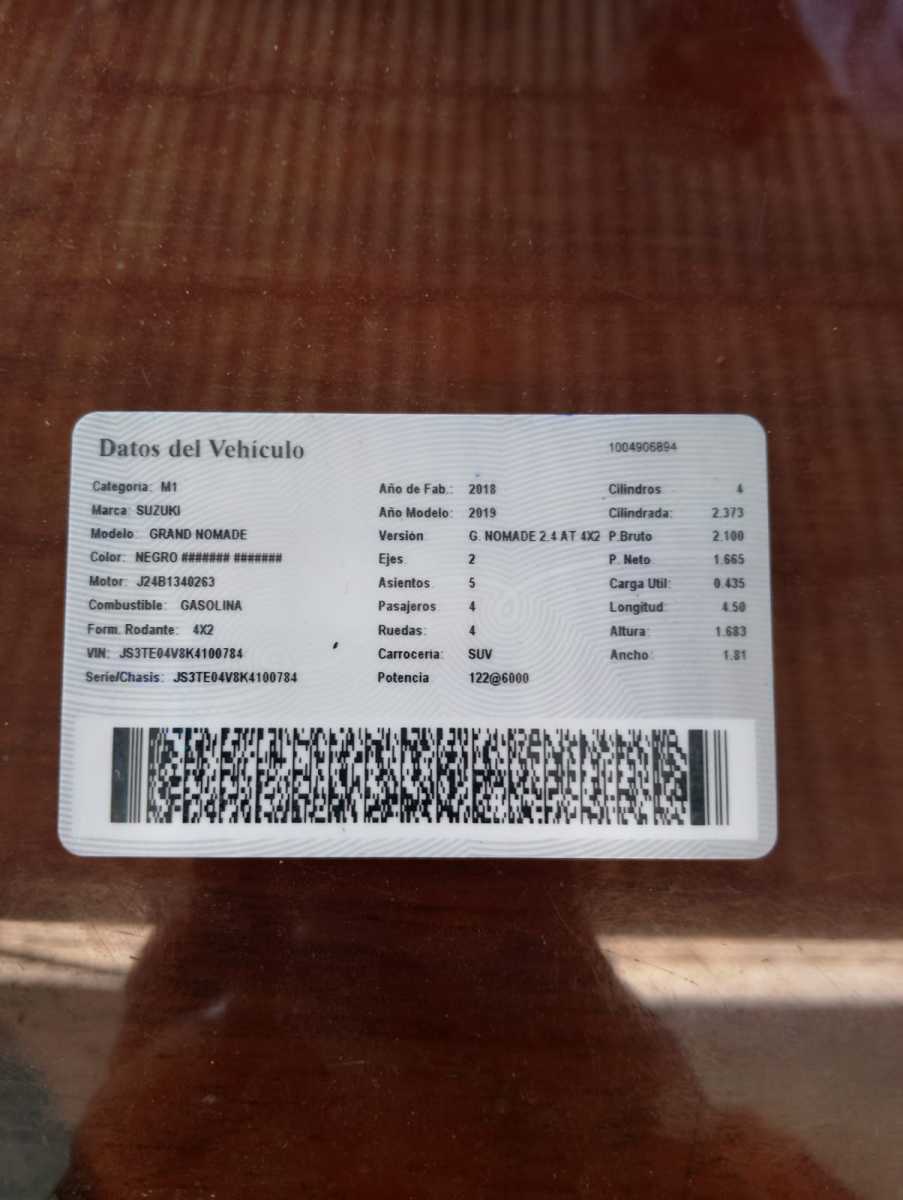 Datos del Vehículo 1004906894
Categoría: M1 Año de Fab.: 2018 Cilindros 4
Marca: SUZUKI Año Modelo: 2019 Cilindrada: 2.373
Modelo: GRAND NOMADE Versión G. NOMADE 2.4 AT 4X2 P.Bruto 2.100
Color: NEGRO ####### ####### Ejes 2 P. Neto 1.665
Motor: J24B1340263 Asientos 5 Carga Util: 0.435
Combustible: GASOLINA Pasajeros 4 Longitud: 4.50
Form. Rodante: 4X2 Ruedas: 4 Altura: 1.683
VIN: JS3TE04V8K4100784 Carrocería: SUV Ancho: 1.81
Serie/Chasis: JS3TE04V8K4100784 Potencia 122@6000